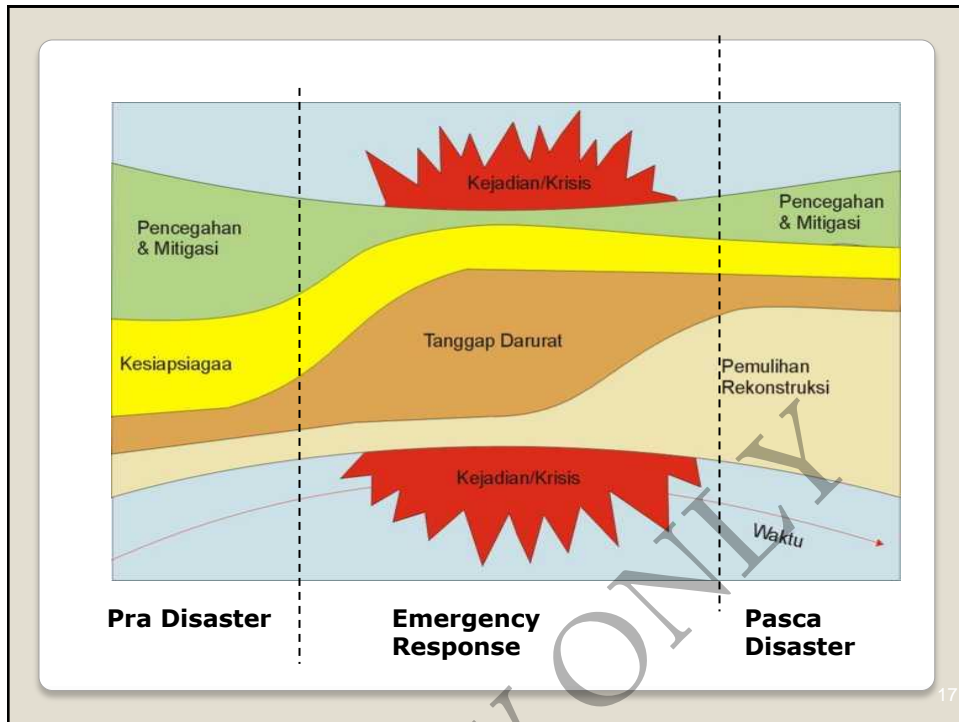 Kejadian/Krisis
Pencegahan
& Mitigasi
Pencegahan
& Mitigasi
Kesiapsiagaa
Tanggap Darurat
Pemulihan
Rekonstruksi
Kejadian/Krisis
Waktu
Pra Disaster
Emergency
Response
Pasca
Disaster
ONLY
17